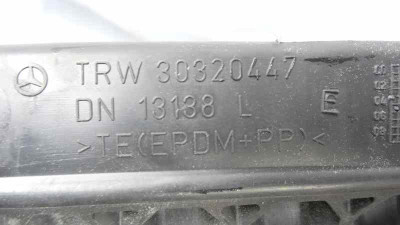 TRW 30320447
DN 13138 L E
>TE(EPDM+PP)<